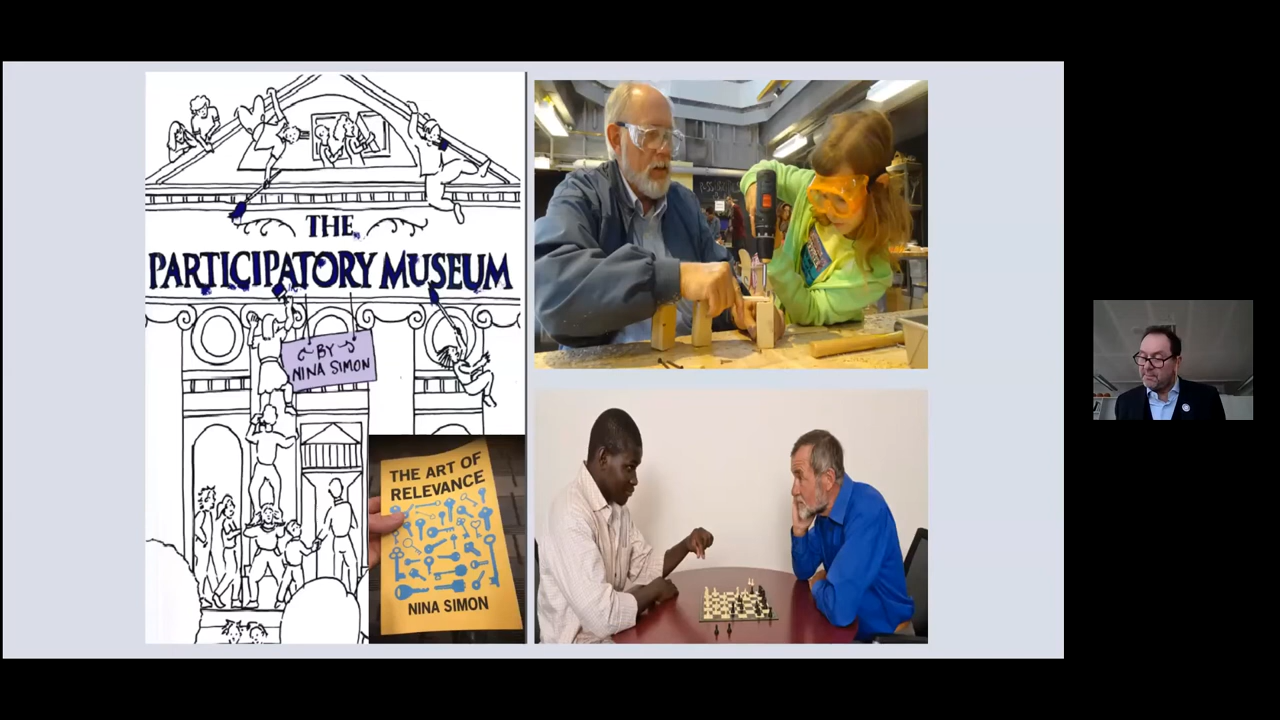 THE
PARTICIPATORY MUSEUM
BY
NINA SIMON
THE ART OF
RELEVANCE
NINA SIMON